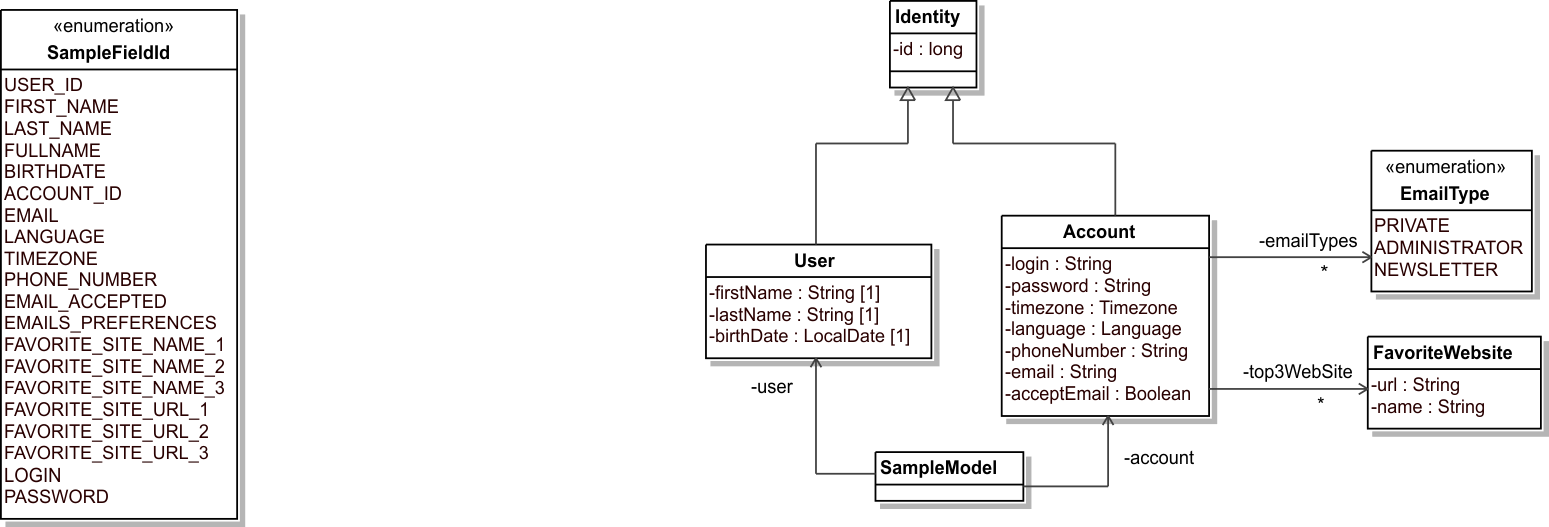 «enumeration»
SampleFieldId
USER_ID
FIRST_NAME
LAST_NAME
FULLNAME
BIRTHDATE
ACCOUNT_ID
EMAIL
LANGUAGE
TIMEZONE
PHONE_NUMBER
EMAIL_ACCEPTED
EMAILS_PREFERENCES
FAVORITE_SITE_NAME_1
FAVORITE_SITE_NAME_2
FAVORITE_SITE_NAME_3
FAVORITE_SITE_URL_1
FAVORITE_SITE_URL_2
FAVORITE_SITE_URL_3
LOGIN
PASSWORD
Identity
-id : long
User
-firstName : String [1]
-lastName : String [1]
-birthDate : LocalDate [1]
-user
Account
-login : String
-password : String
-timezone : Timezone
-language : Language
-phoneNumber : String
-email : String
-acceptEmail : Boolean
-account
SampleModel
-emailTypes
*
«enumeration»
EmailType
PRIVATE
ADMINISTRATOR
NEWSLETTER
-top3WebSite
*
FavoriteWebsite
-url : String
-name : String